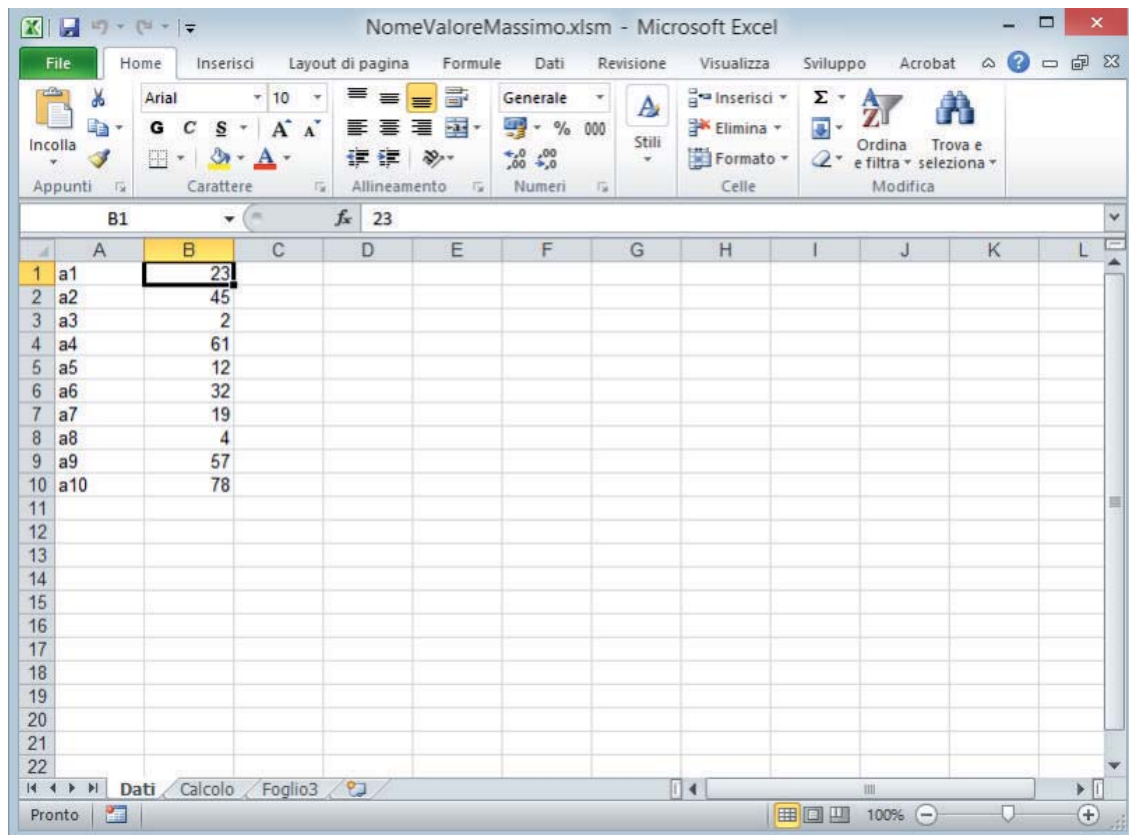 NomeValoreMassimo.xlsm - Microsoft Excel
File Home Inserisci Layout di pagina Formule Dati Revisione Visualizza Sviluppo Acrobat
Arial 10 Generale Inserisci Σ
G C S A A % 000 Elimina
Incolla A ,00 ,00 ,0 Stili Formato Ordina e filtra Trova e seleziona
Appunti Carattere Allineamento Numeri Celle Modifica
B1 fx 23
A B C D E F G H I J K L
1 a1 23
2 a2 45
3 a3 2
4 a4 61
5 a5 12
6 a6 32
7 a7 19
8 a8 4
9 a9 57
10 a10 78
11
12
13
14
15
16
17
18
19
20
21
22
Dati Calcolo Foglio3
Pronto 100%